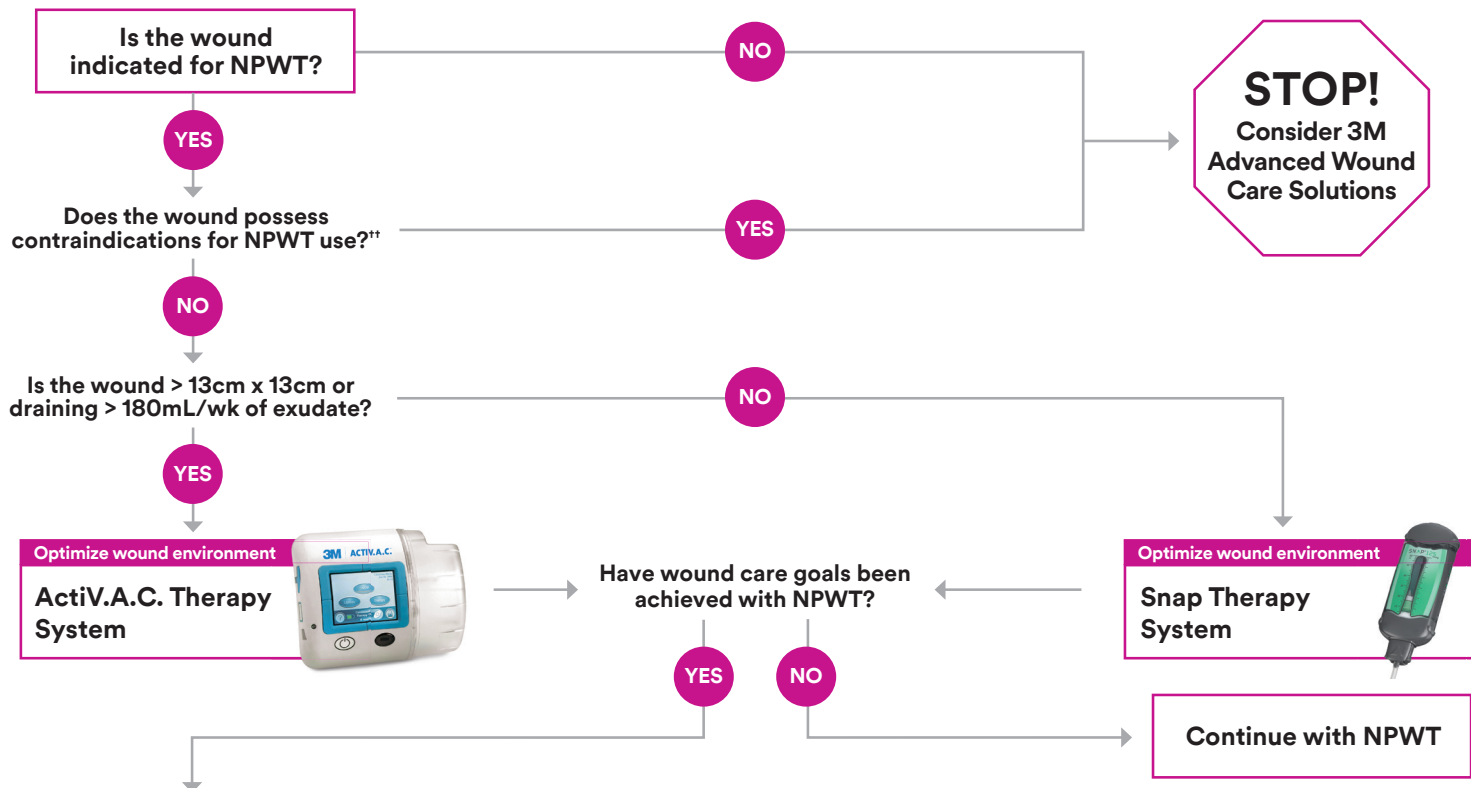 Is the wound
indicated for NPWT?
NO
STOP!
Consider 3M
Advanced Wound
Care Solutions
YES
Does the wound possess
contraindications for NPWT use?††
YES
NO
Is the wound > 13cm x 13cm or
draining > 180mL/wk of exudate?
NO
YES
Optimize wound environment
ActiV.A.C. Therapy
System
3M ACTIV.A.C.
Have wound care goals been
achieved with NPWT?
Optimize wound environment
Snap Therapy
System
YES
NO
Continue with NPWT